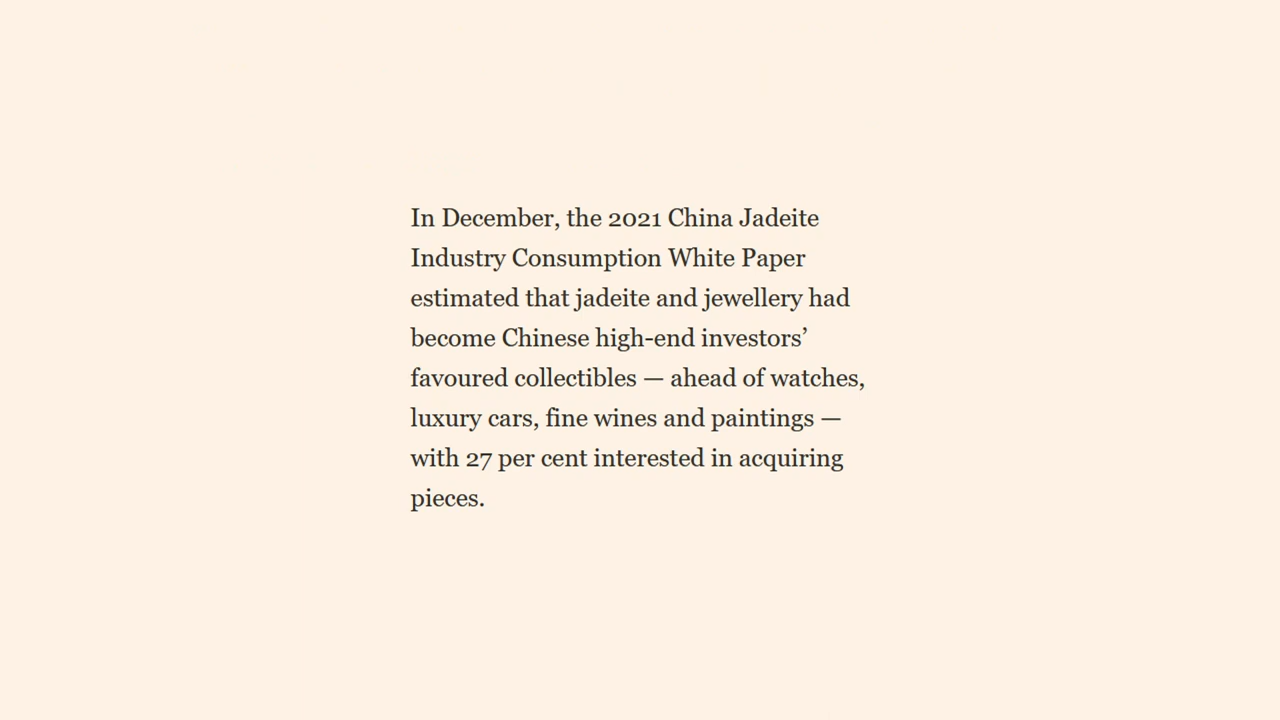 In December, the 2021 China Jadeite
Industry Consumption White Paper
estimated that jadeite and jewellery had
become Chinese high-end investors’
favoured collectibles — ahead of watches,
luxury cars, fine wines and paintings —
with 27 per cent interested in acquiring
pieces.